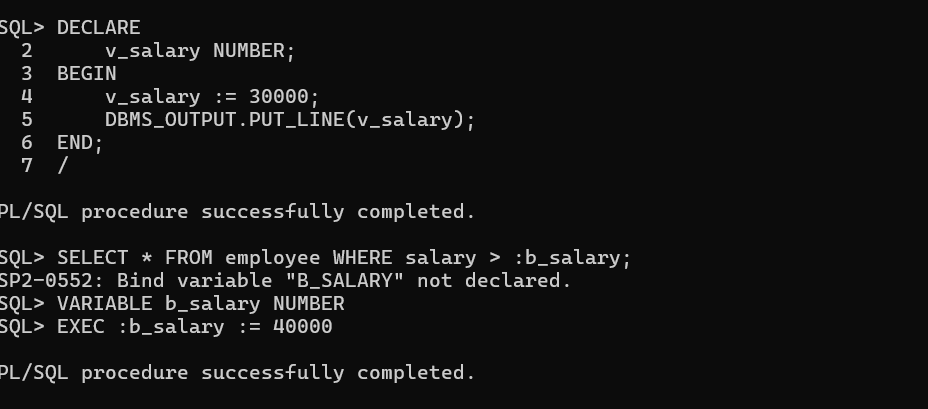 SQL> DECLARE
  2      v_salary NUMBER;
  3  BEGIN
  4      v_salary := 30000;
  5      DBMS_OUTPUT.PUT_LINE(v_salary);
  6  END;
  7  /
PL/SQL procedure successfully completed.
SQL> SELECT * FROM employee WHERE salary > :b_salary;
SP2-0552: Bind variable "B_SALARY" not declared.
SQL> VARIABLE b_salary NUMBER
SQL> EXEC :b_salary := 40000
PL/SQL procedure successfully completed.